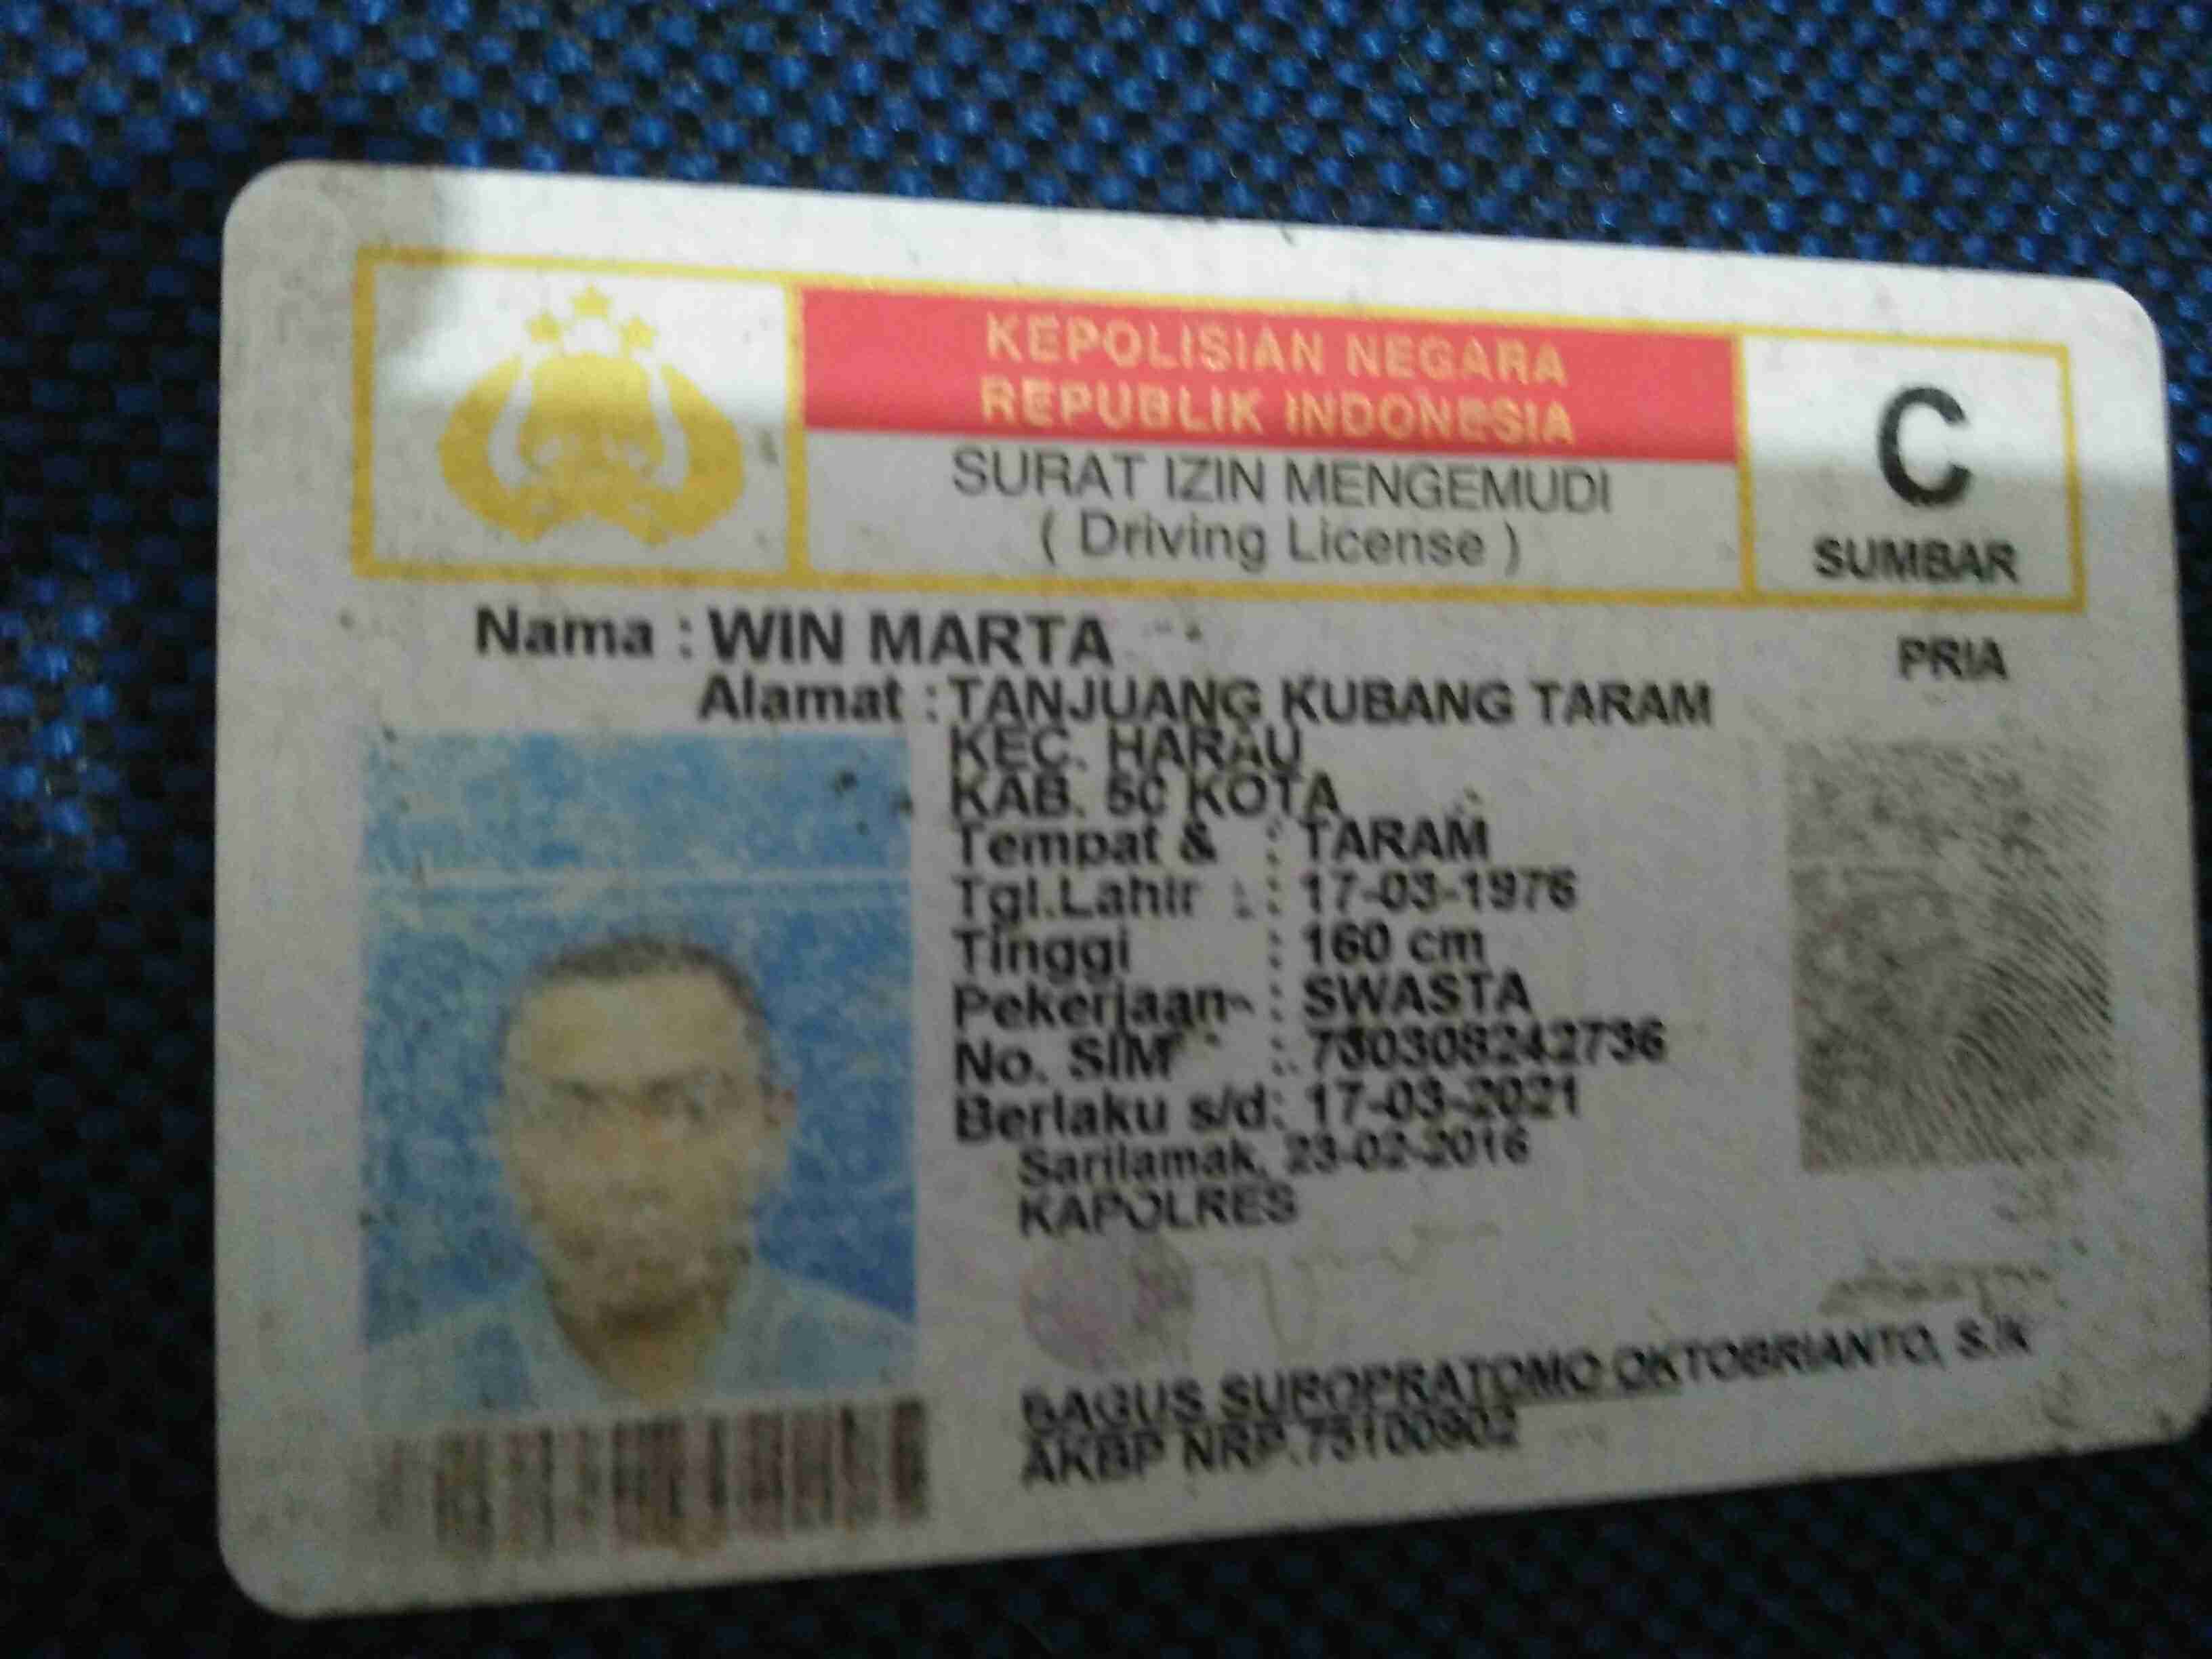 KEPOLISIAN NEGARA
REPUBLIK INDONESIA
SURAT IZIN MENGEMUDI
( Driving License )
C
SUMBAR
Nama : WIN MARTA
PRIA
Alamat : TANJUANG KUBANG TARAM
KEC. HARAU
KAB. 50 KOTA
Tempat & : TARAM
Tgl.Lahir : 17-03-1976
Tinggi : 160 cm
Pekerjaan : SWASTA
No. SIM :
Berlaku s/d: 17-03-2021
Sarilamak, 23-02-2016
KAPOLRES
BAGUS SUROPRATOMO OKTOBRIANTO, S.IK
AKBP NRP.75100902